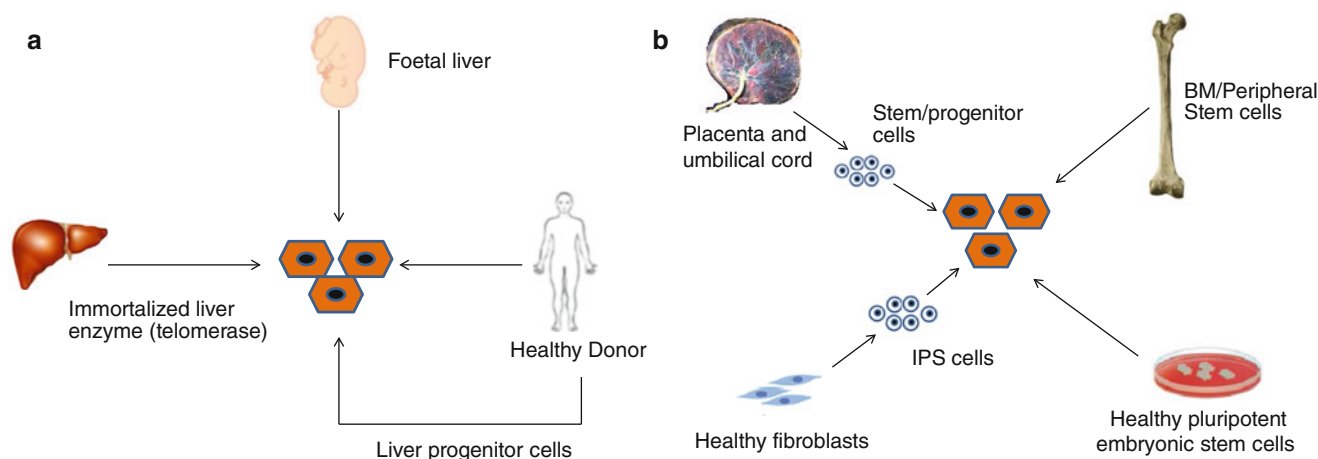 a
Foetal liver
Immortalized liver
enzyme (telomerase)
Healthy Donor
Liver progenitor cells
b
Placenta and
umbilical cord
Stem/progenitor
cells
BM/Peripheral
Stem cells
IPS cells
Healthy fibroblasts
Healthy pluripotent
embryonic stem cells